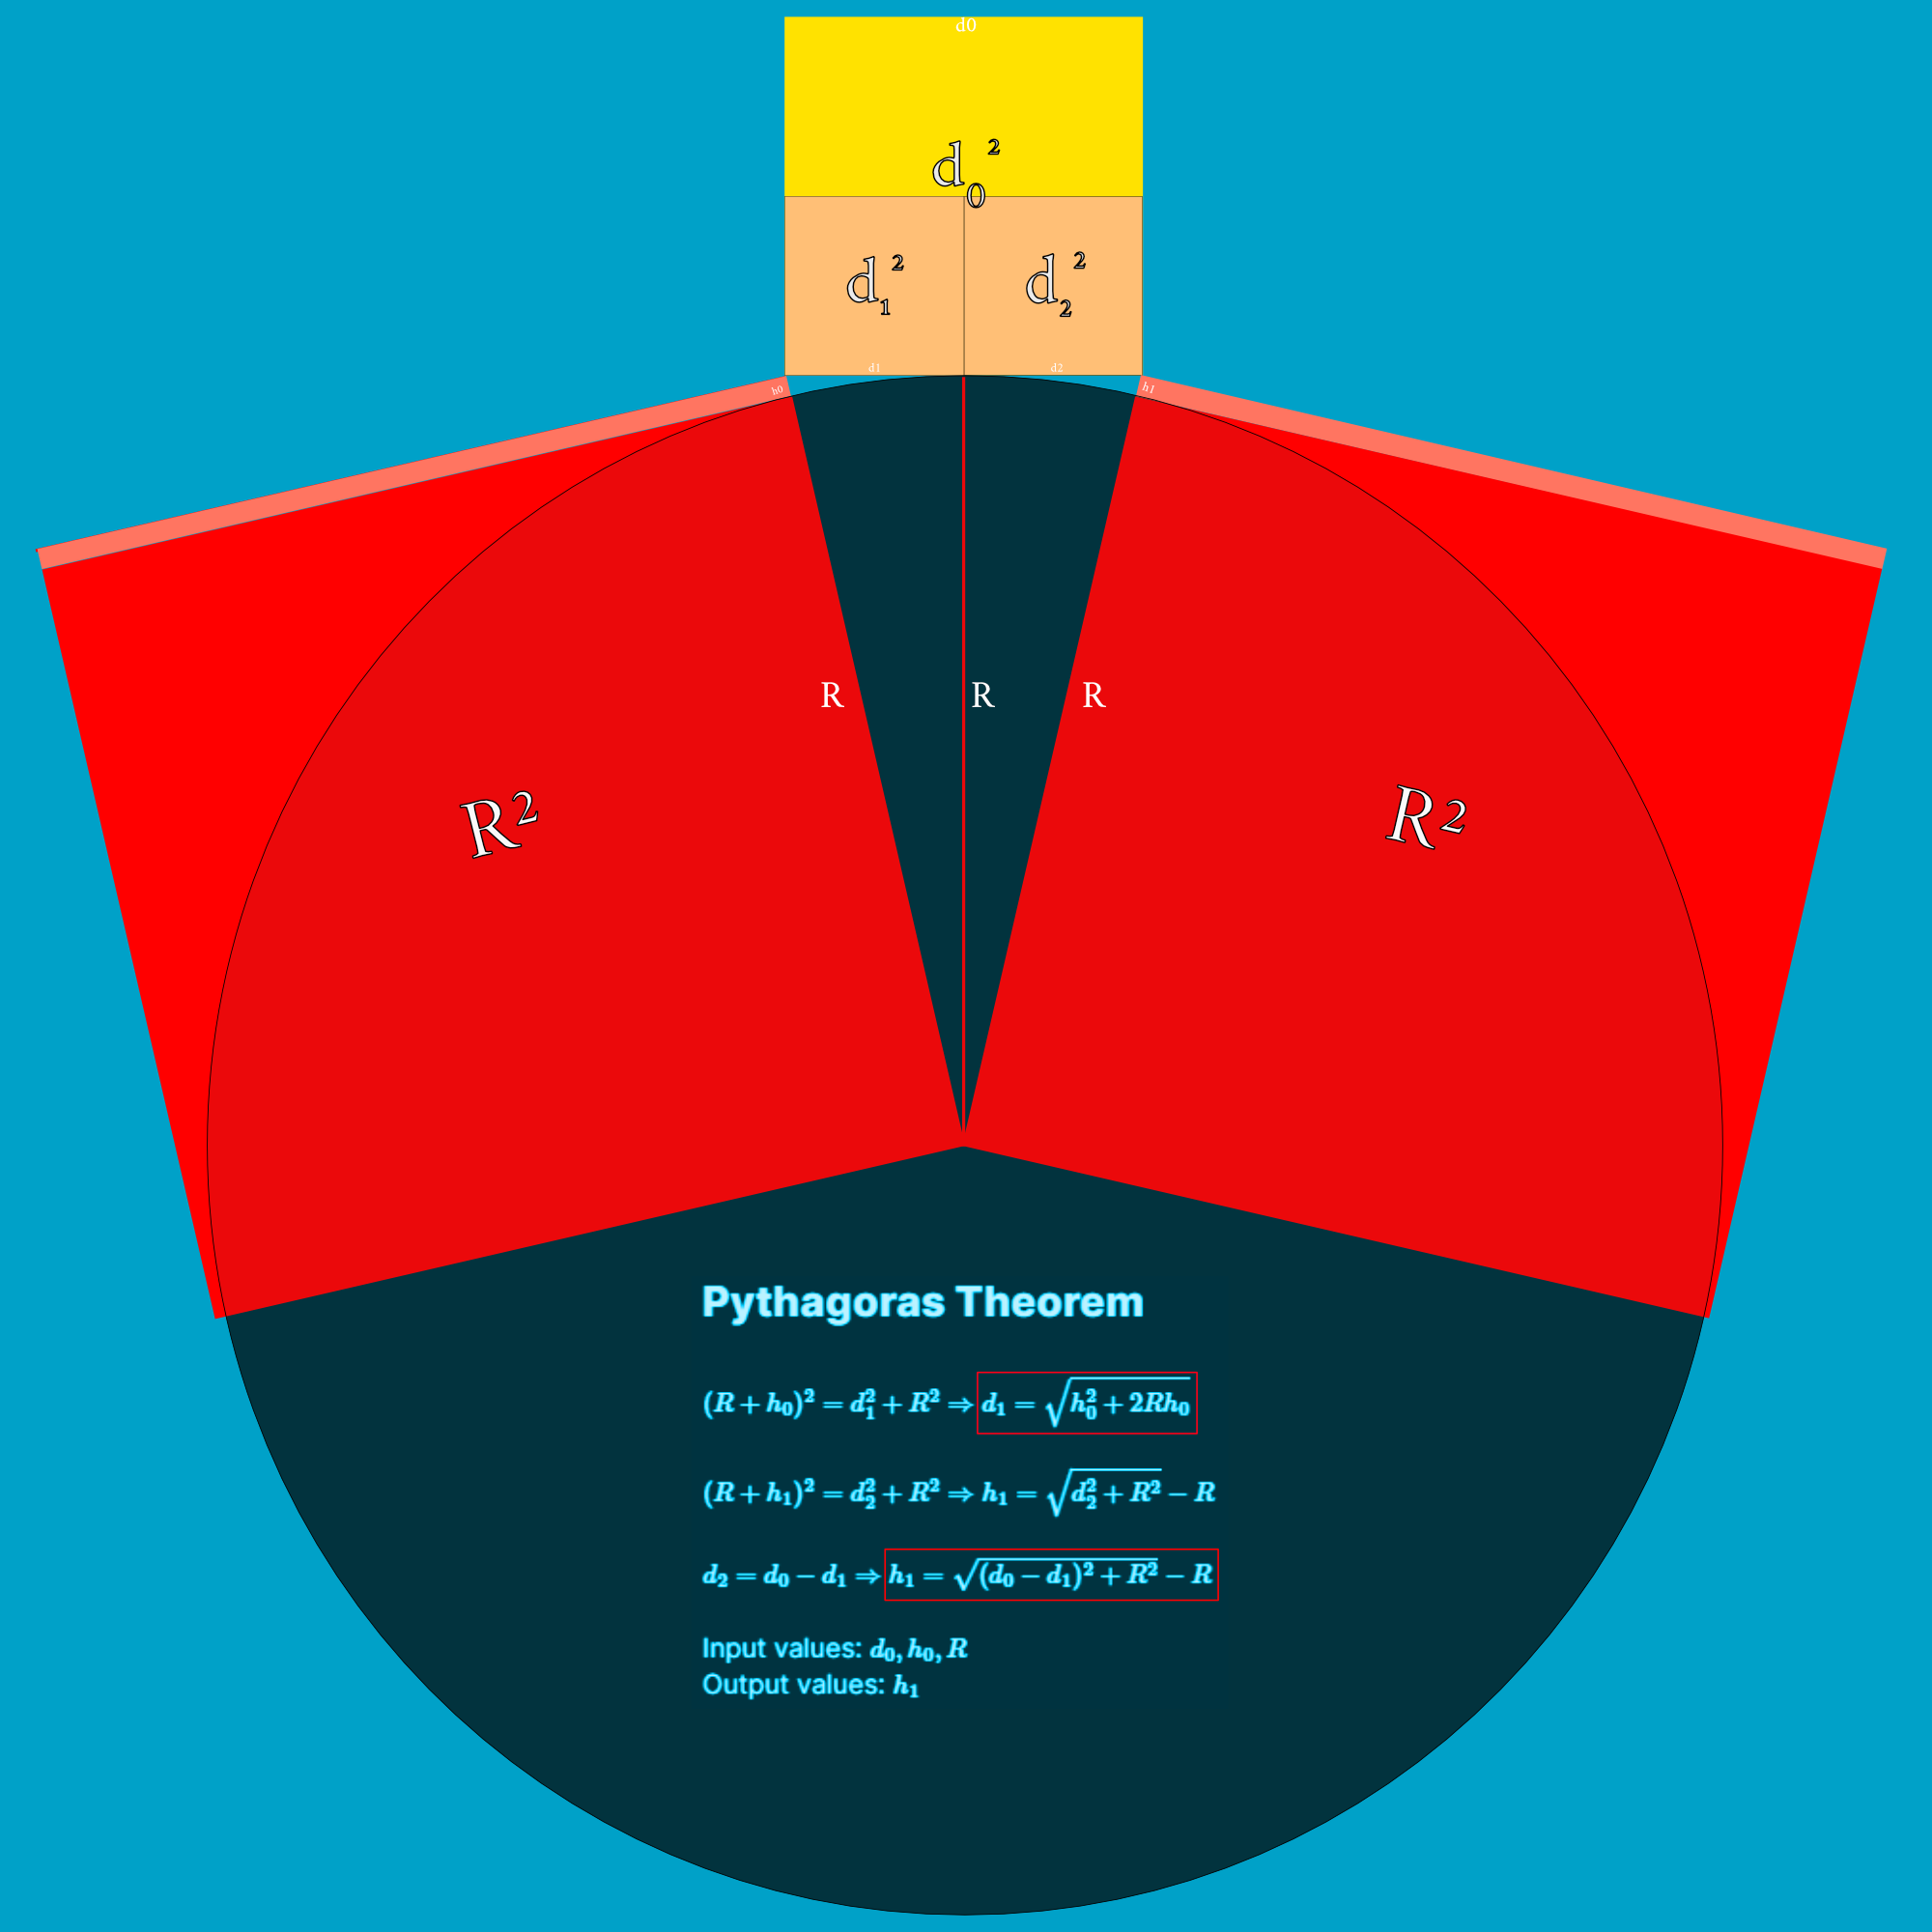 d0
d₀²
d₁² d₂²
d1 d2
h0 h1
R R R
R² R²
Pythagoras Theorem
(R + h₀)² = d₁² + R² ⇒ d₁ = √(h₀² + 2Rh₀)
(R + h₁)² = d₂² + R² ⇒ h₁ = √(d₂² + R²) − R
d₂ = d₀ − d₁ ⇒ h₁ = √((d₀ − d₁)² + R²) − R
Input values: d₀, h₀, R
Output values: h₁